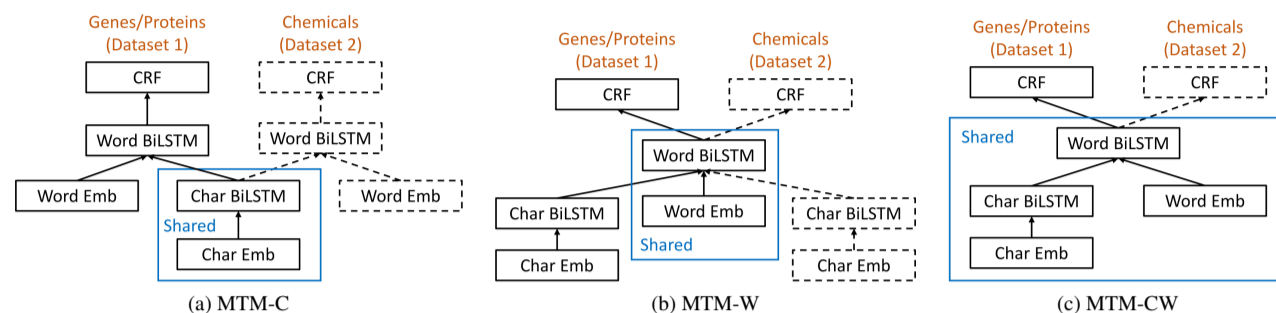 Genes/Proteins
(Dataset 1)
Chemicals
(Dataset 2)
CRF
CRF
Word BiLSTM
Word BiLSTM
Word Emb
Char BiLSTM
Word Emb
Shared
Char Emb
(a) MTM-C
Genes/Proteins
(Dataset 1)
Chemicals
(Dataset 2)
CRF
CRF
Word BiLSTM
Char BiLSTM
Word Emb
Char BiLSTM
Shared
Char Emb
Char Emb
(b) MTM-W
Genes/Proteins
(Dataset 1)
Chemicals
(Dataset 2)
CRF
CRF
Shared
Word BiLSTM
Char BiLSTM
Word Emb
Char Emb
(c) MTM-CW